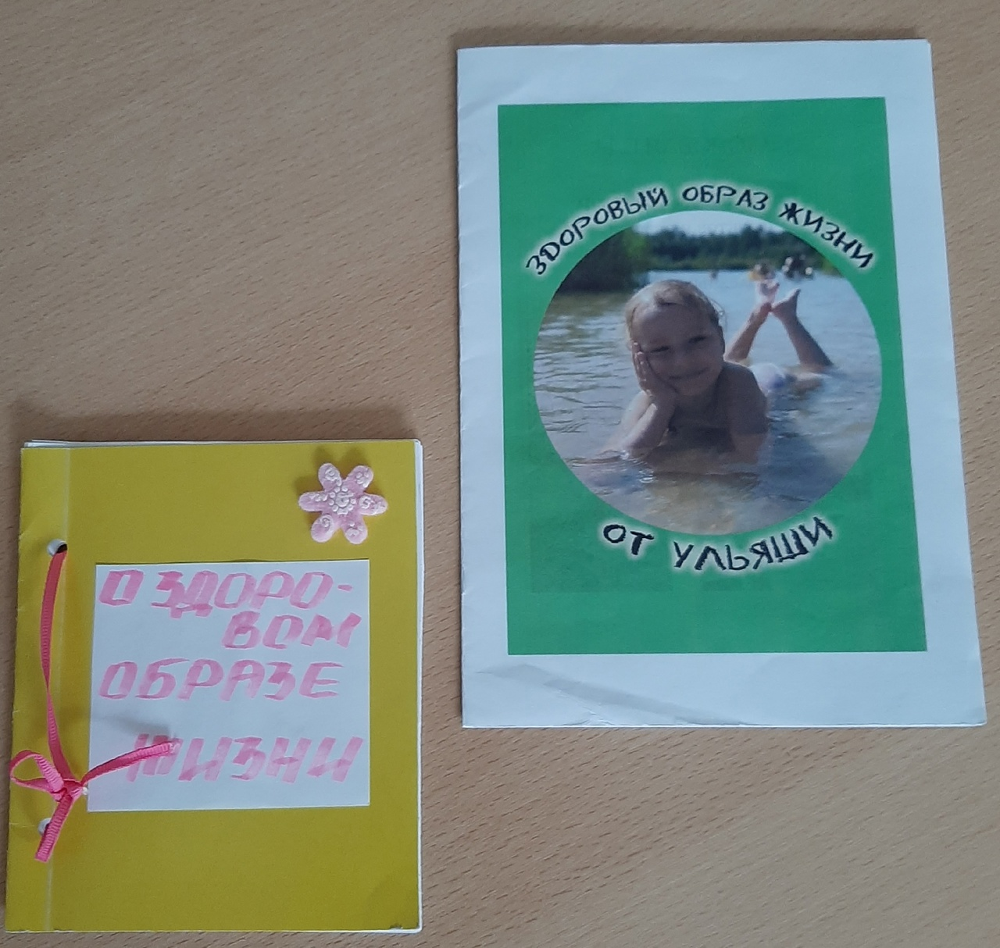 О ЗДОРО-
ВОМ
ОБРАЗЕ
ЖИЗНИ
ЗДОРОВЫЙ ОБРАЗ ЖИЗНИ
ОТ УЛЬЯШИ